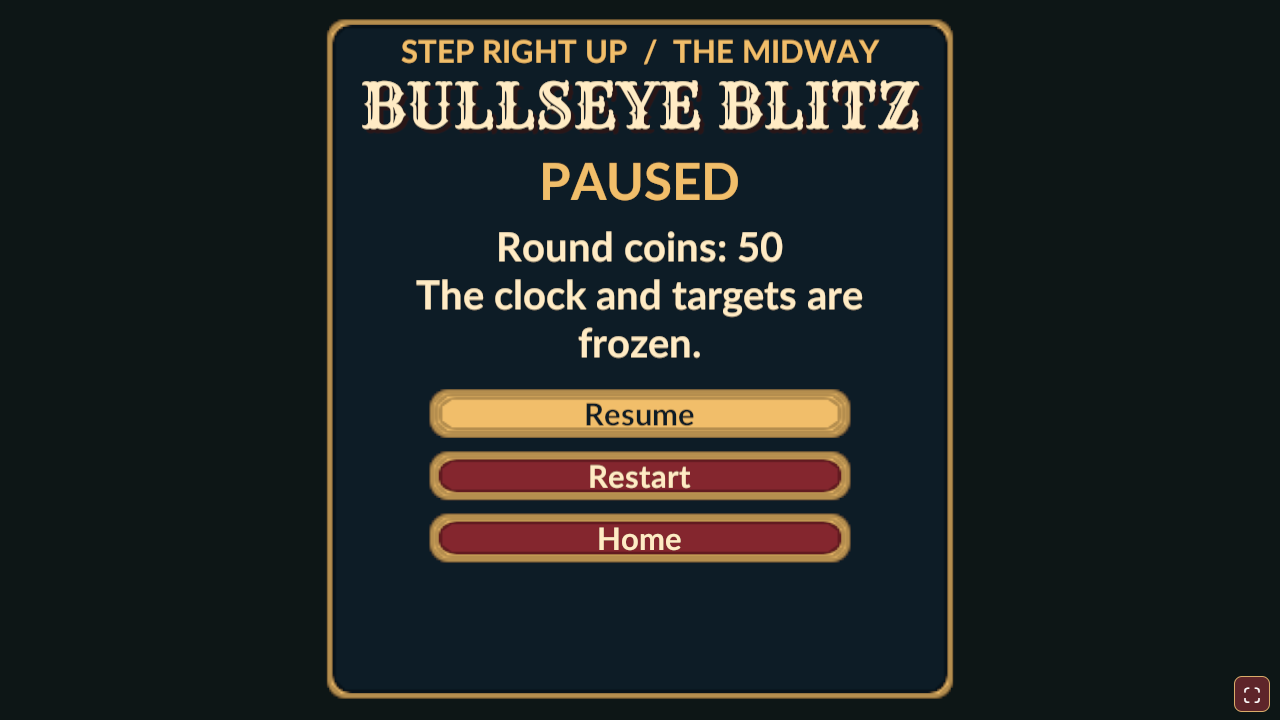 STEP RIGHT UP / THE MIDWAY
BULLSEYE BLITZ
PAUSED
Round coins: 50
The clock and targets are
frozen.
Resume
Restart
Home